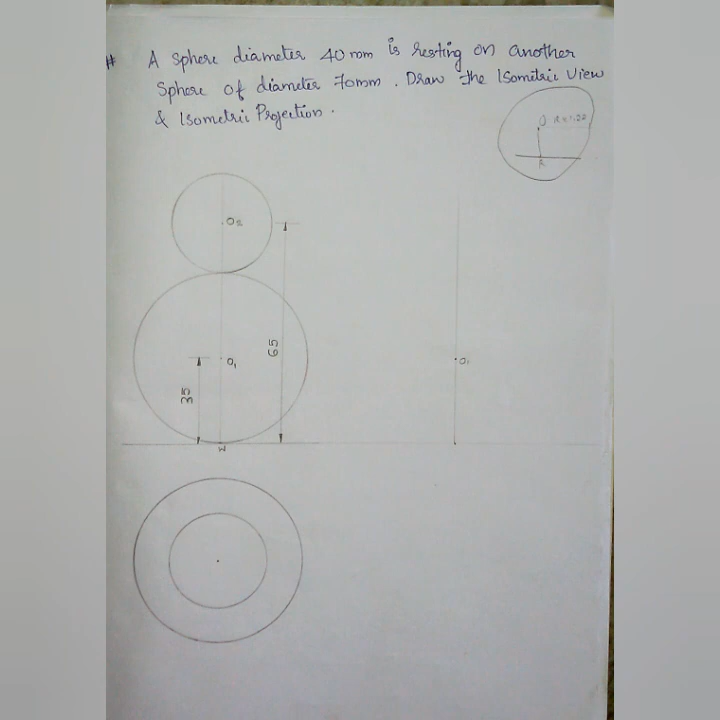 # A sphere diameter 40 mm is resting on another
Sphere of diameter 70mm. Draw the Isometric View
& Isometric Projection.
O
R
O2
65
O1
35
O1